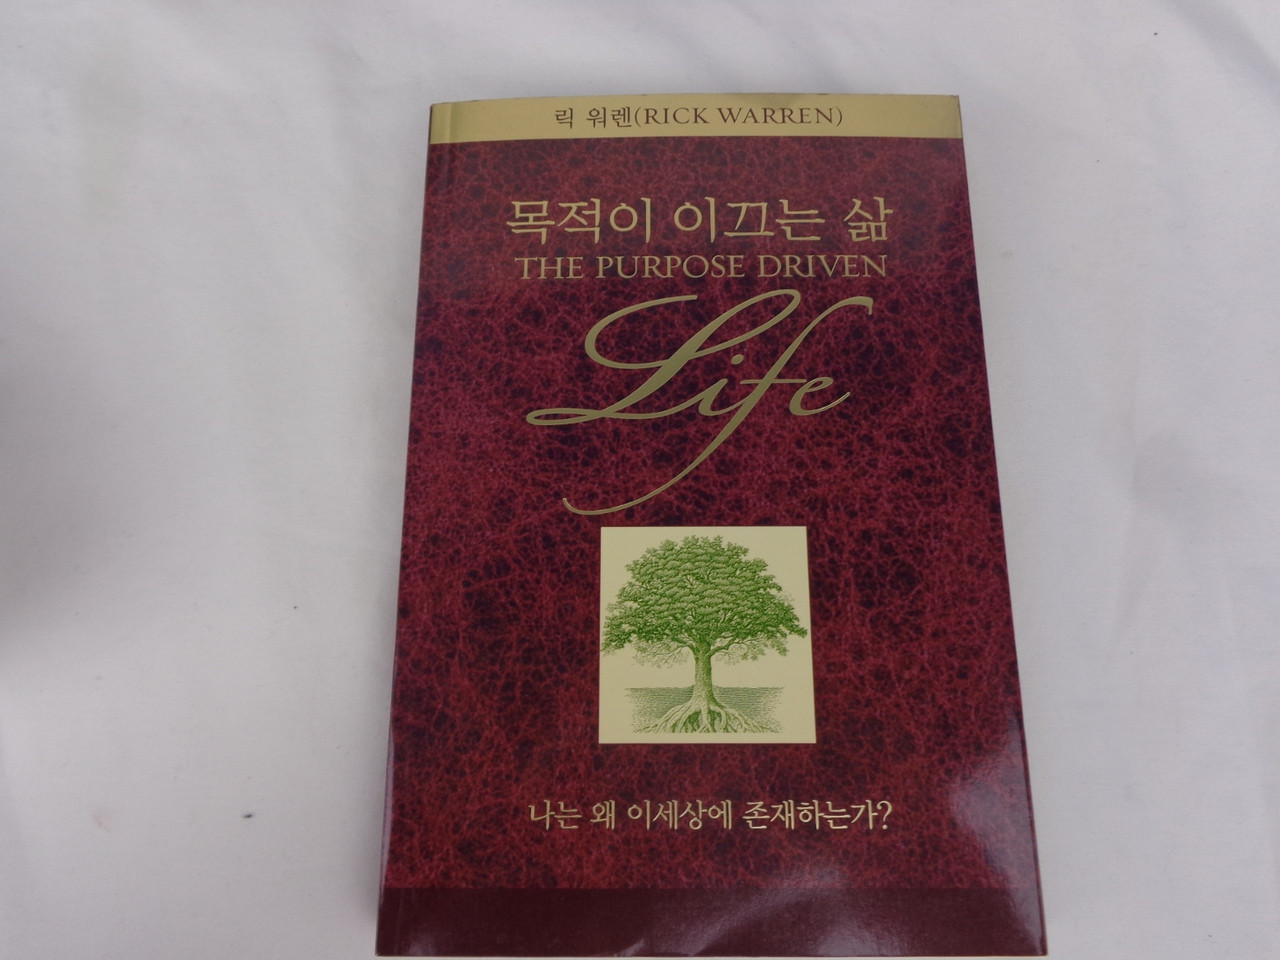 릭 워렌(RICK WARREN)
목적이 이끄는 삶
THE PURPOSE DRIVEN
Life
나는 왜 이세상에 존재하는가?